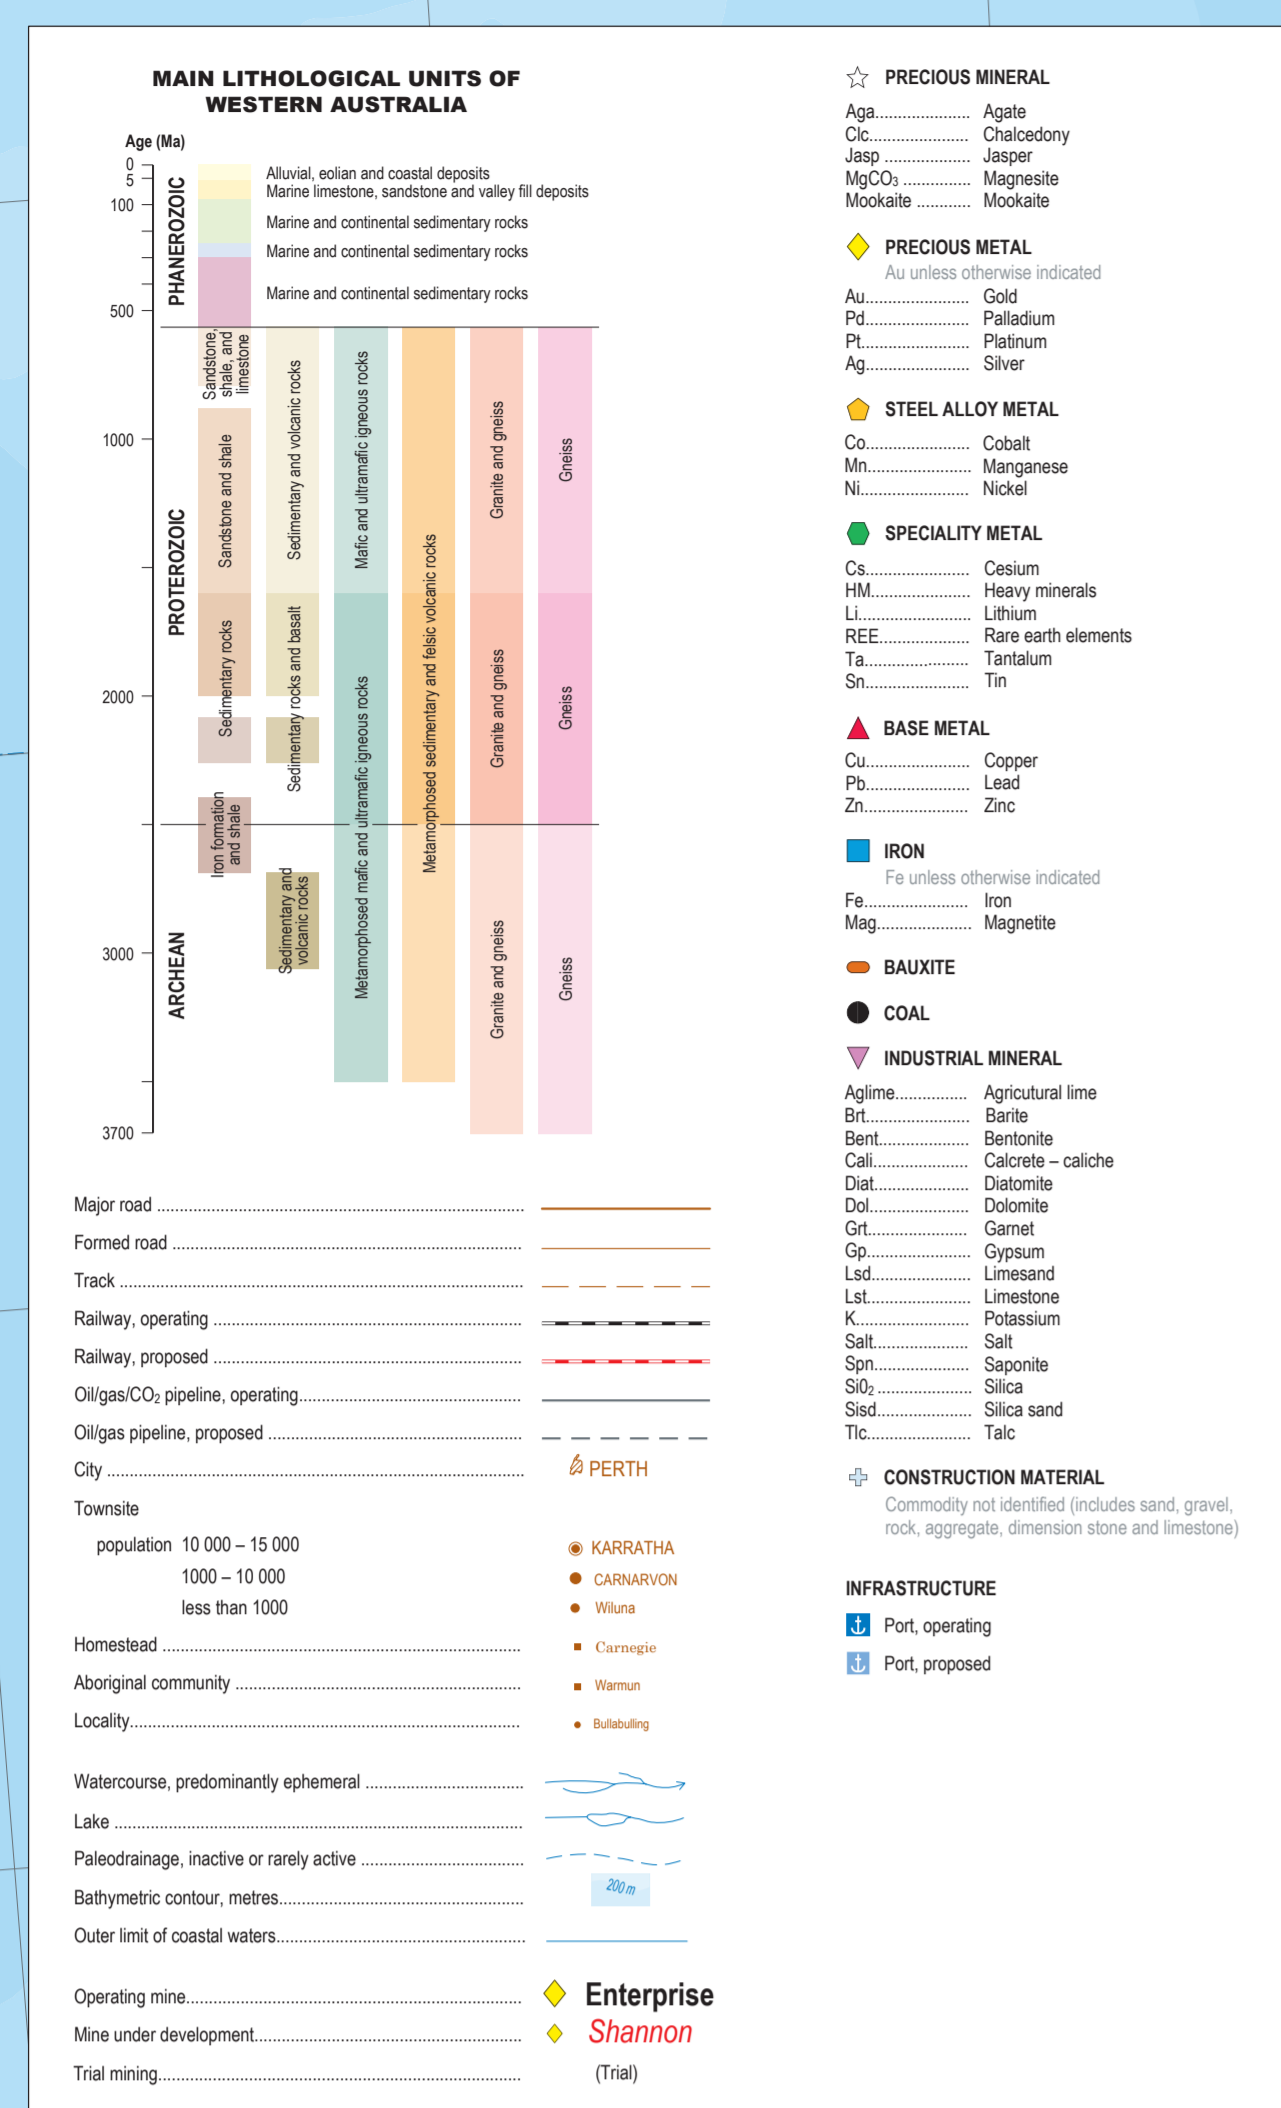 MAIN LITHOLOGICAL UNITS OF
WESTERN AUSTRALIA
Age (Ma)
0
5
100
500
1000
2000
3000
3700
PHANEROZOIC
PROTEROZOIC
ARCHEAN
Alluvial, eolian and coastal deposits
Marine limestone, sandstone and valley fill deposits
Marine and continental sedimentary rocks
Marine and continental sedimentary rocks
Marine and continental sedimentary rocks
Sandstone,
shale, and
limestone
Sandstone and shale
Sedimentary rocks
Iron formation
and shale
Sedimentary and volcanic rocks
Sedimentary rocks and basalt
Sedimentary and
volcanic rocks
Mafic and ultramafic igneous rocks
Metamorphosed mafic and ultramafic igneous rocks
Metamorphosed sedimentary and felsic volcanic rocks
Granite and gneiss
Granite and gneiss
Granite and gneiss
Gneiss
Gneiss
Gneiss
Major road
Formed road
Track
Railway, operating
Railway, proposed
Oil/gas/CO₂ pipeline, operating
Oil/gas pipeline, proposed
City PERTH
Townsite
population 10 000 – 15 000 KARRATHA
1000 – 10 000 CARNARVON
less than 1000 Wiluna
Homestead Carnegie
Aboriginal community Warmun
Locality Bullabulling
Watercourse, predominantly ephemeral
Lake
Paleodrainage, inactive or rarely active
Bathymetric contour, metres 200 m
Outer limit of coastal waters
Operating mine Enterprise
Mine under development Shannon
Trial mining (Trial)
PRECIOUS MINERAL
Aga Agate
Clc Chalcedony
Jasp Jasper
MgCO₃ Magnesite
Mookaite Mookaite
PRECIOUS METAL
Au unless otherwise indicated
Au Gold
Pd Palladium
Pt Platinum
Ag Silver
STEEL ALLOY METAL
Co Cobalt
Mn Manganese
Ni Nickel
SPECIALITY METAL
Cs Cesium
HM Heavy minerals
Li Lithium
REE Rare earth elements
Ta Tantalum
Sn Tin
BASE METAL
Cu Copper
Pb Lead
Zn Zinc
IRON
Fe unless otherwise indicated
Fe Iron
Mag Magnetite
BAUXITE
COAL
INDUSTRIAL MINERAL
Aglime Agricutural lime
Brt Barite
Bent Bentonite
Cali Calcrete – caliche
Diat Diatomite
Dol Dolomite
Grt Garnet
Gp Gypsum
Lsd Limesand
Lst Limestone
K Potassium
Salt Salt
Spn Saponite
Si0₂ Silica
Sisd Silica sand
Tlc Talc
CONSTRUCTION MATERIAL
Commodity not identified (includes sand, gravel,
rock, aggregate, dimension stone and limestone)
INFRASTRUCTURE
Port, operating
Port, proposed